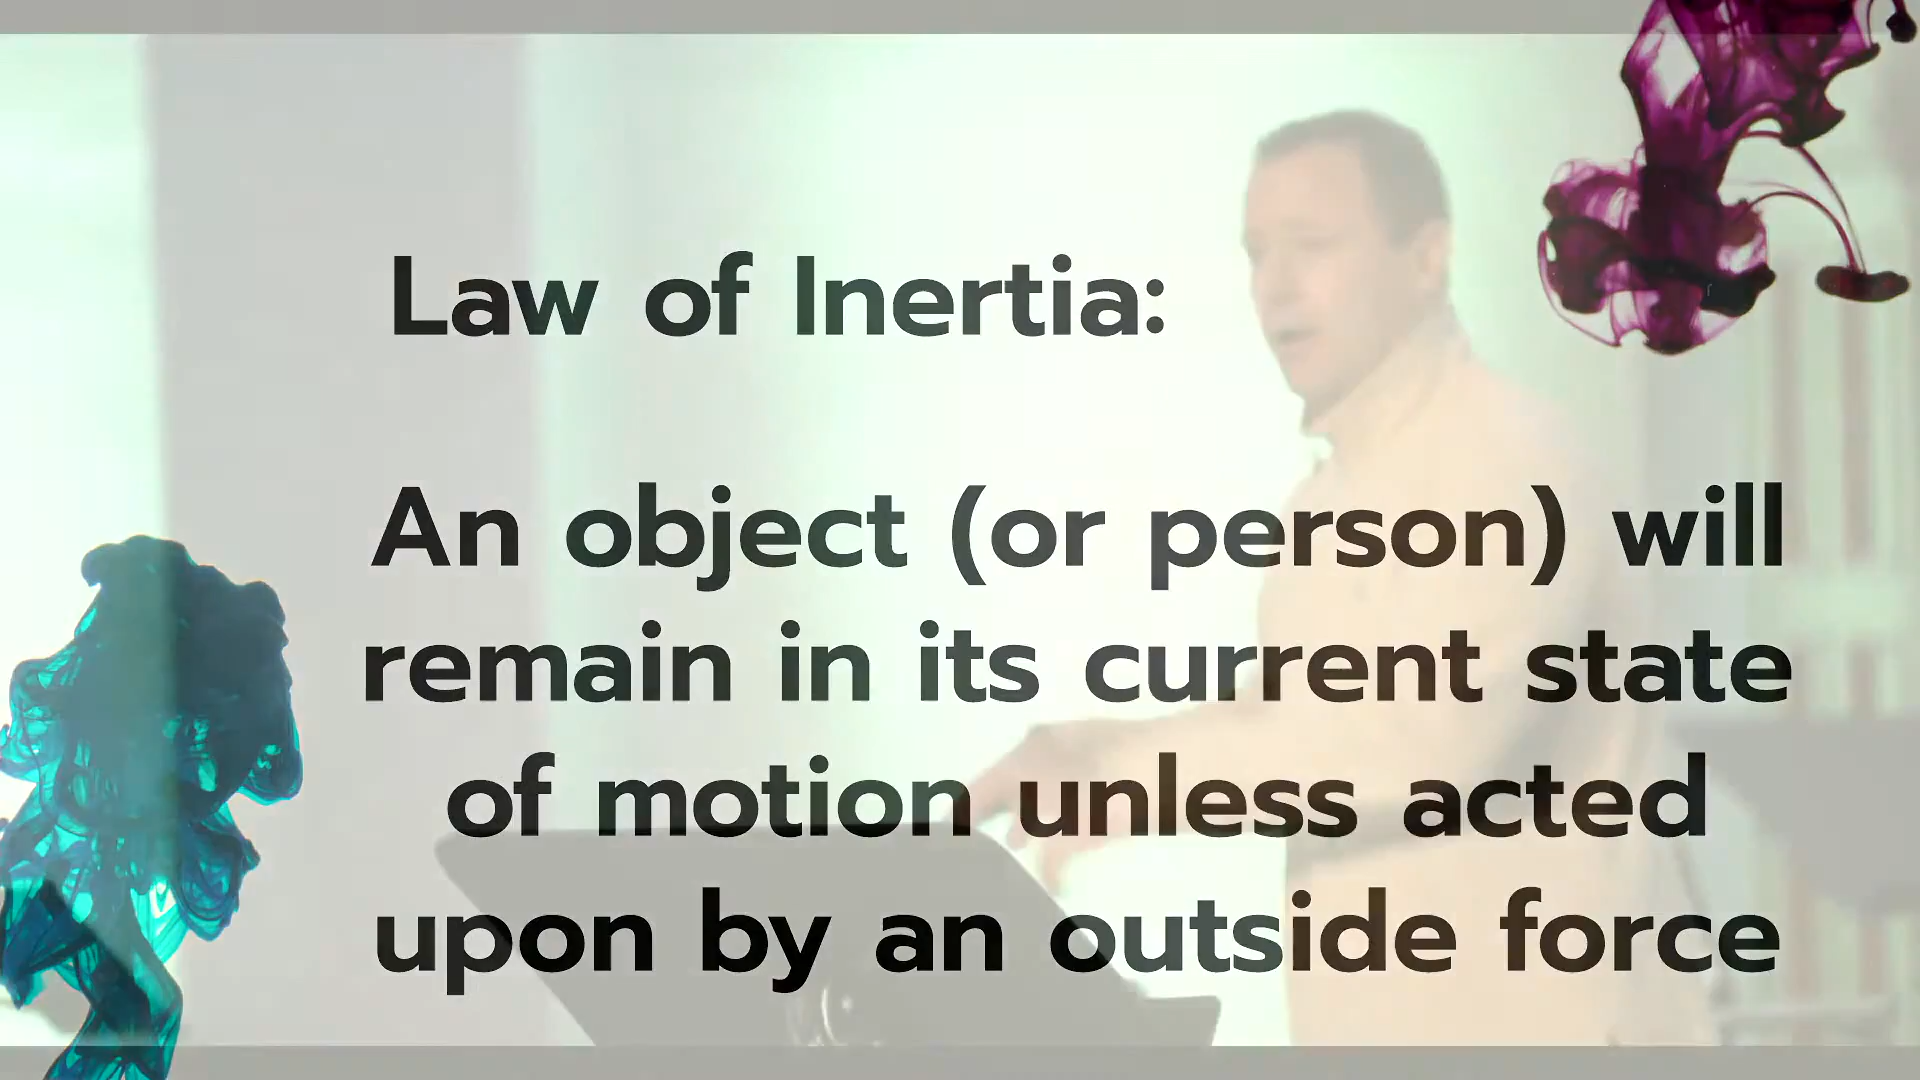 Law of Inertia:
An object (or person) will
remain in its current state
of motion unless acted
upon by an outside force